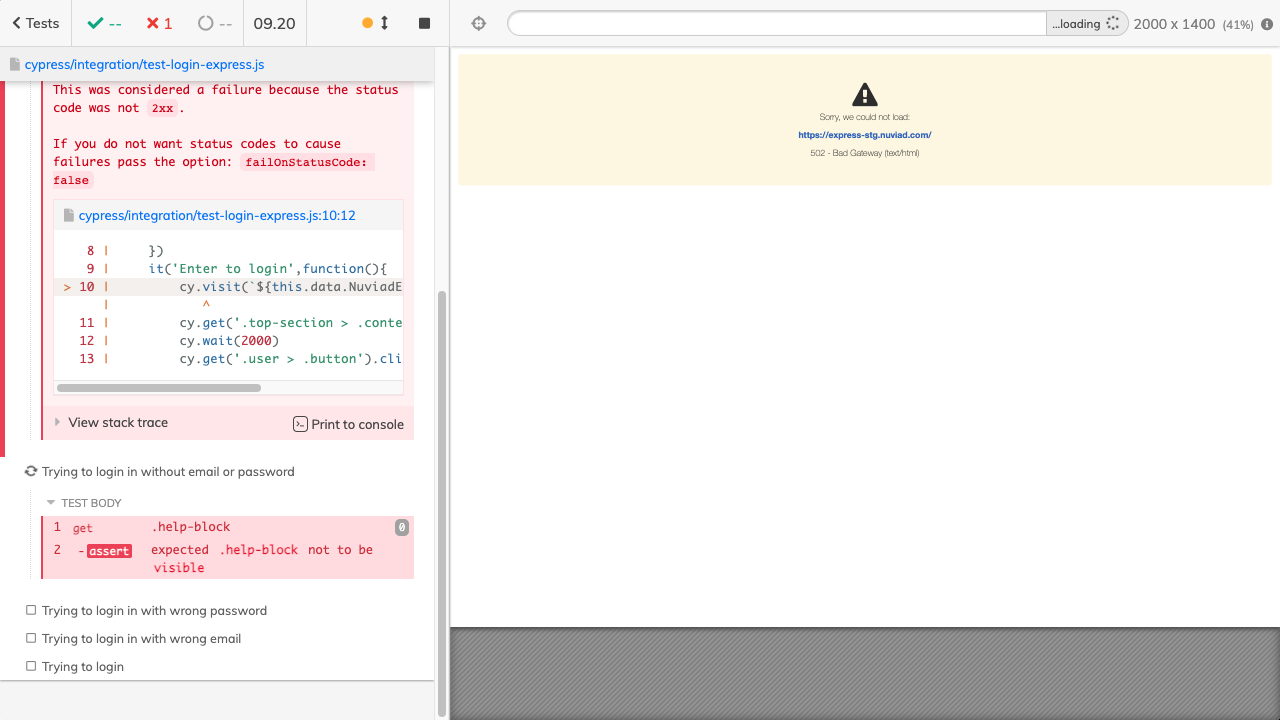 Tests
--
1
--
09.20
...loading
2000 x 1400 (41%)
cypress/integration/test-login-express.js
This was considered a failure because the status
code was not 2xx.
If you do not want status codes to cause
failures pass the option: failOnStatusCode:
false
cypress/integration/test-login-express.js:10:12
8 | })
9 | it('Enter to login',function(){
> 10 | cy.visit(`${this.data.NuviadE
| ^
11 | cy.get('.top-section > .conte
12 | cy.wait(2000)
13 | cy.get('.user > .button').cli
View stack trace
Print to console
Trying to login in without email or password
TEST BODY
1 get .help-block 0
2 -assert expected .help-block not to be
visible
Trying to login in with wrong password
Trying to login in with wrong email
Trying to login
Sorry, we could not load:
https://express-stg.nuviad.com/
502 - Bad Gateway (text/html)